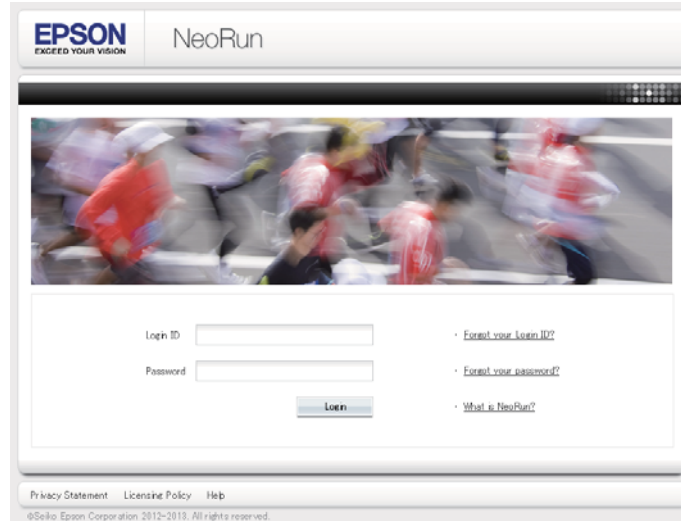 EPSON
EXCEED YOUR VISION
NeoRun
Login ID
・ Forgot your Login ID?
Password
・ Forgot your password?
Login
・ What is NeoRun?
Privacy Statement Licensing Policy Help
©Seiko Epson Corporation 2012-2013. All rights reserved.